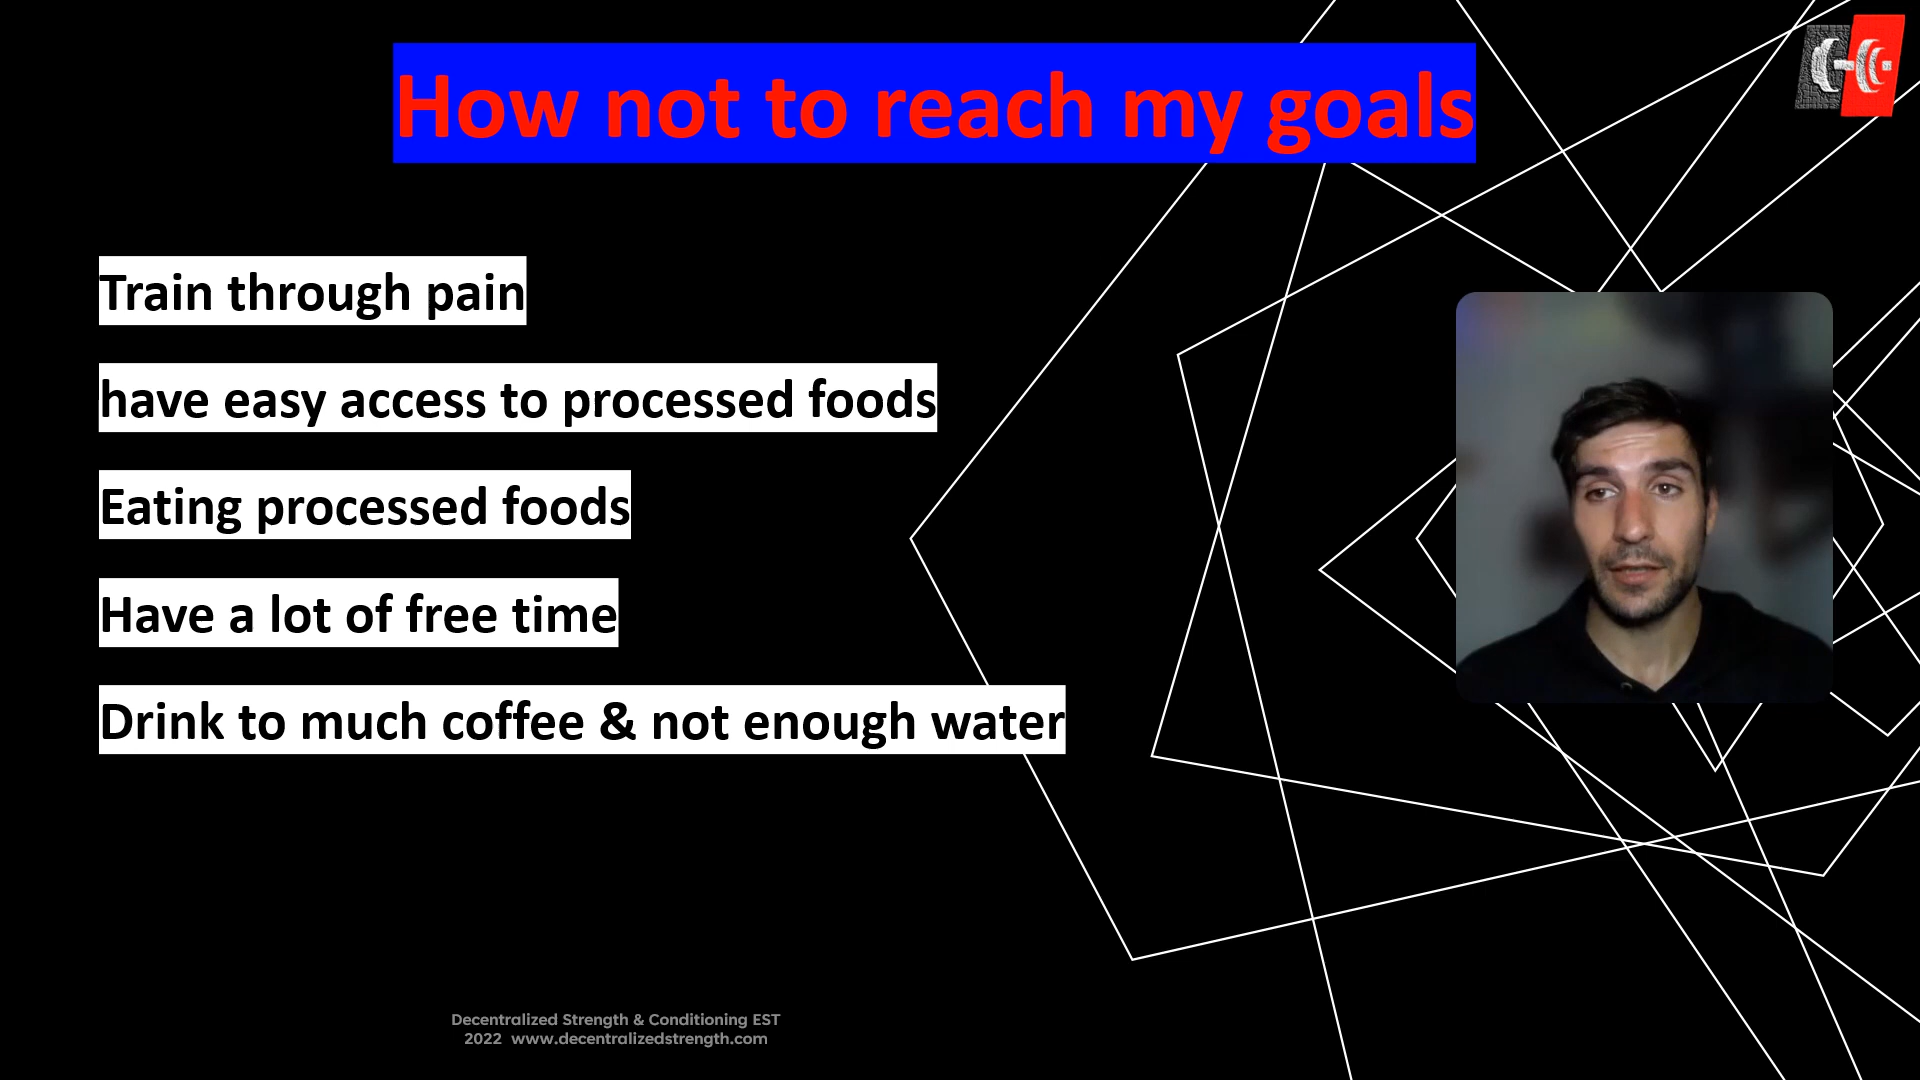 How not to reach my goals
Train through pain
have easy access to processed foods
Eating processed foods
Have a lot of free time
Drink to much coffee & not enough water
Decentralized Strength & Conditioning EST
2022 www.decentralizedstrength.com